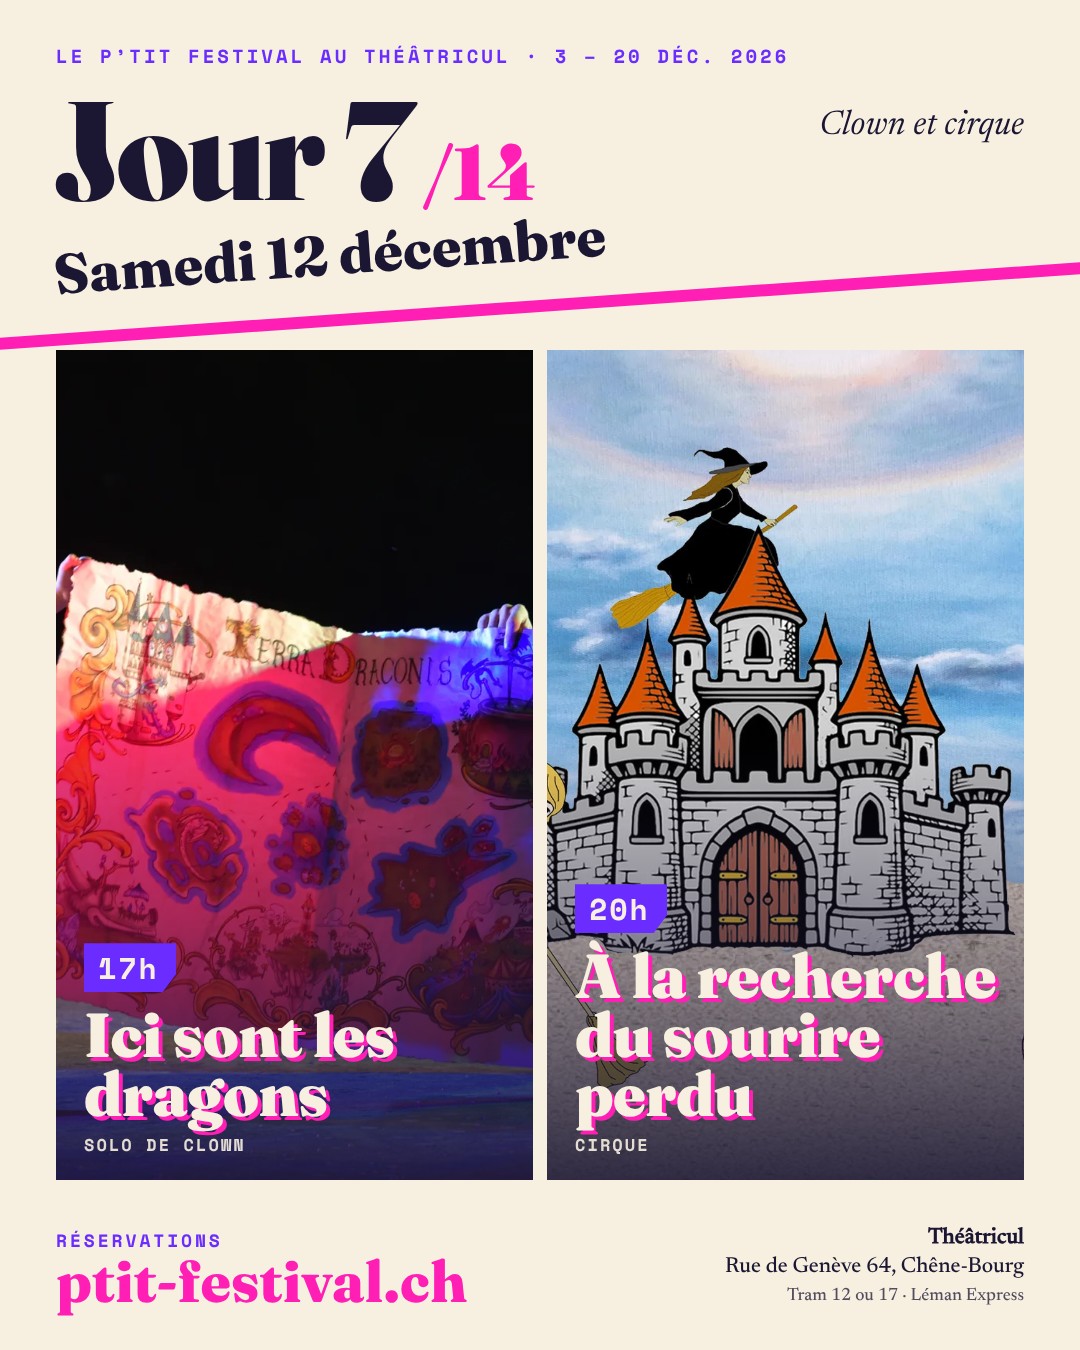 LE P’TIT FESTIVAL AU THÉÂTRICUL · 3 – 20 DÉC. 2026
Jour 7 /14
Clown et cirque
Samedi 12 décembre
TERRA DRACONIS
17h
Ici sont les
dragons
SOLO DE CLOWN
20h
À la recherche
du sourire
perdu
CIRQUE
RÉSERVATIONS
ptit-festival.ch
Théâtricul
Rue de Genève 64, Chêne-Bourg
Tram 12 ou 17 · Léman Express